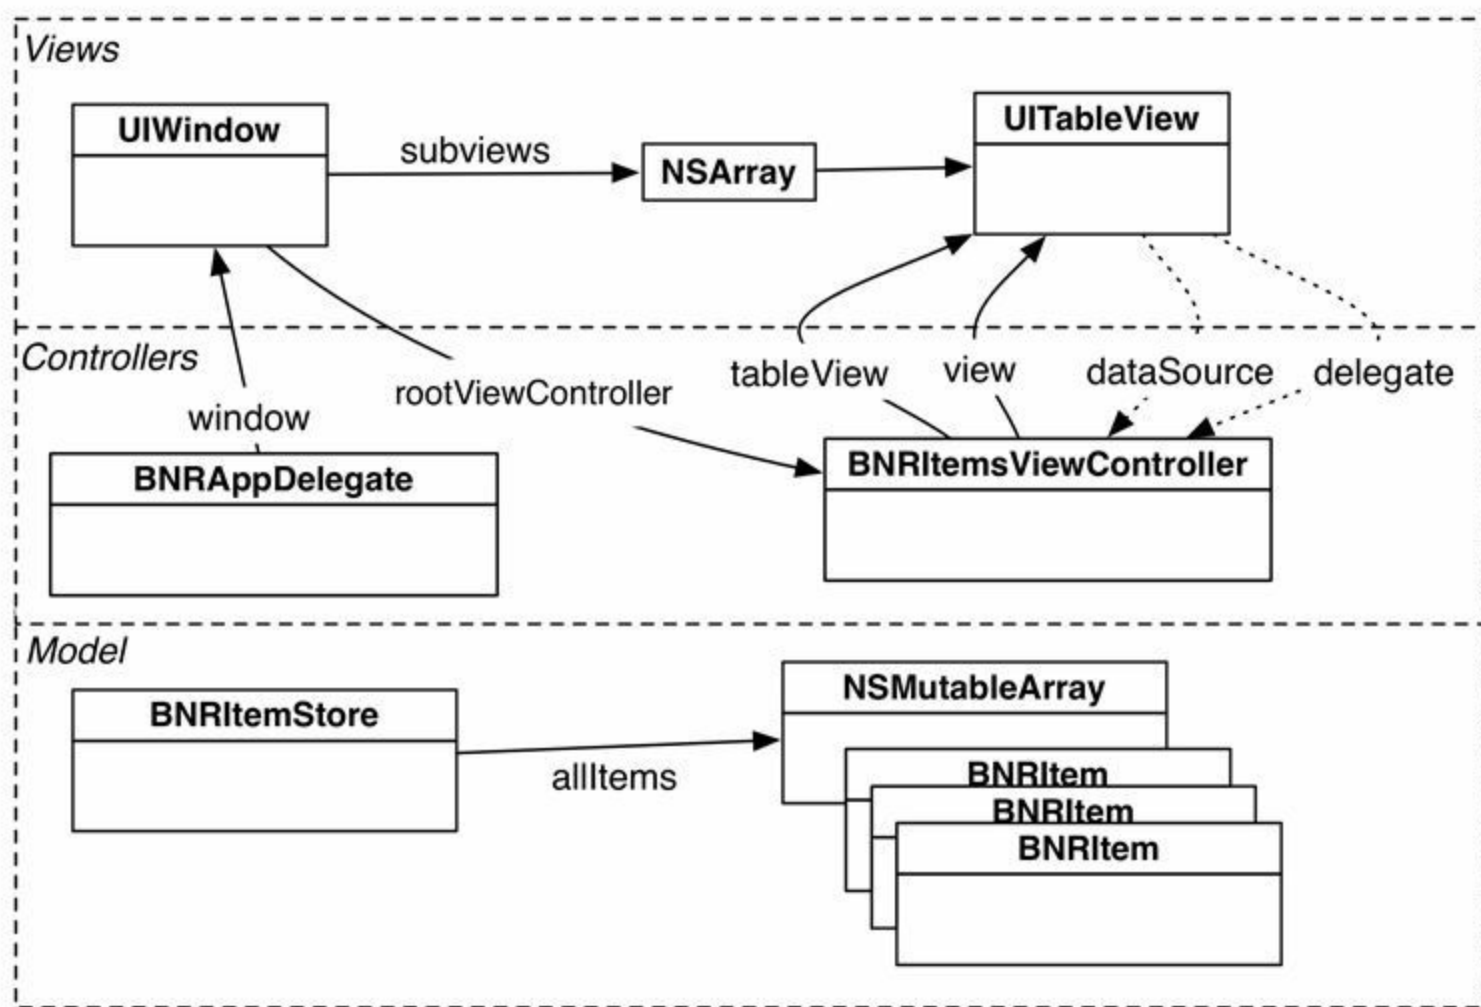 Views
UIWindow
subviews
NSArray
UITableView
Controllers
window
rootViewController
tableView
view
dataSource
delegate
BNRAppDelegate
BNRItemsViewController
Model
BNRItemStore
allItems
NSMutableArray
BNRItem
BNRItem
BNRItem